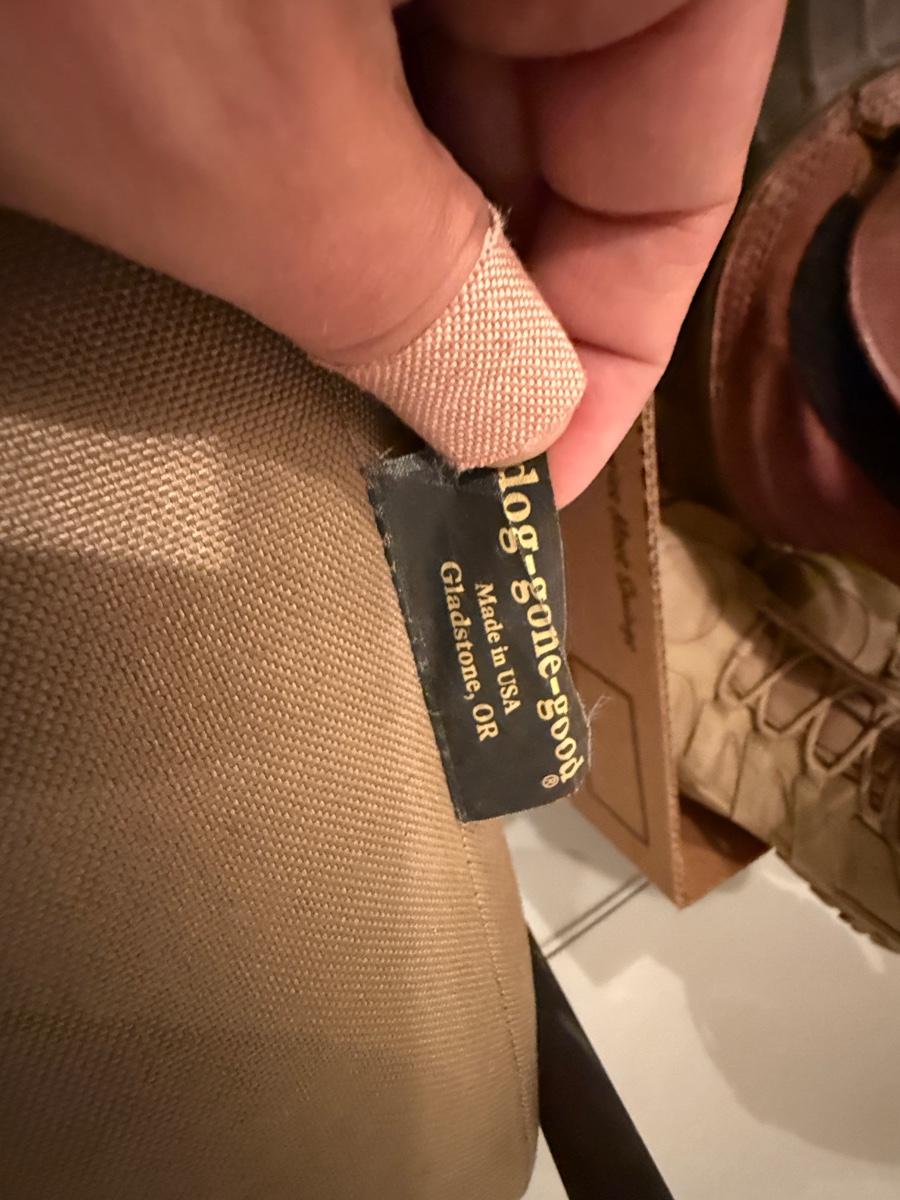 dog-gone-good®
Made in USA
Gladstone, OR